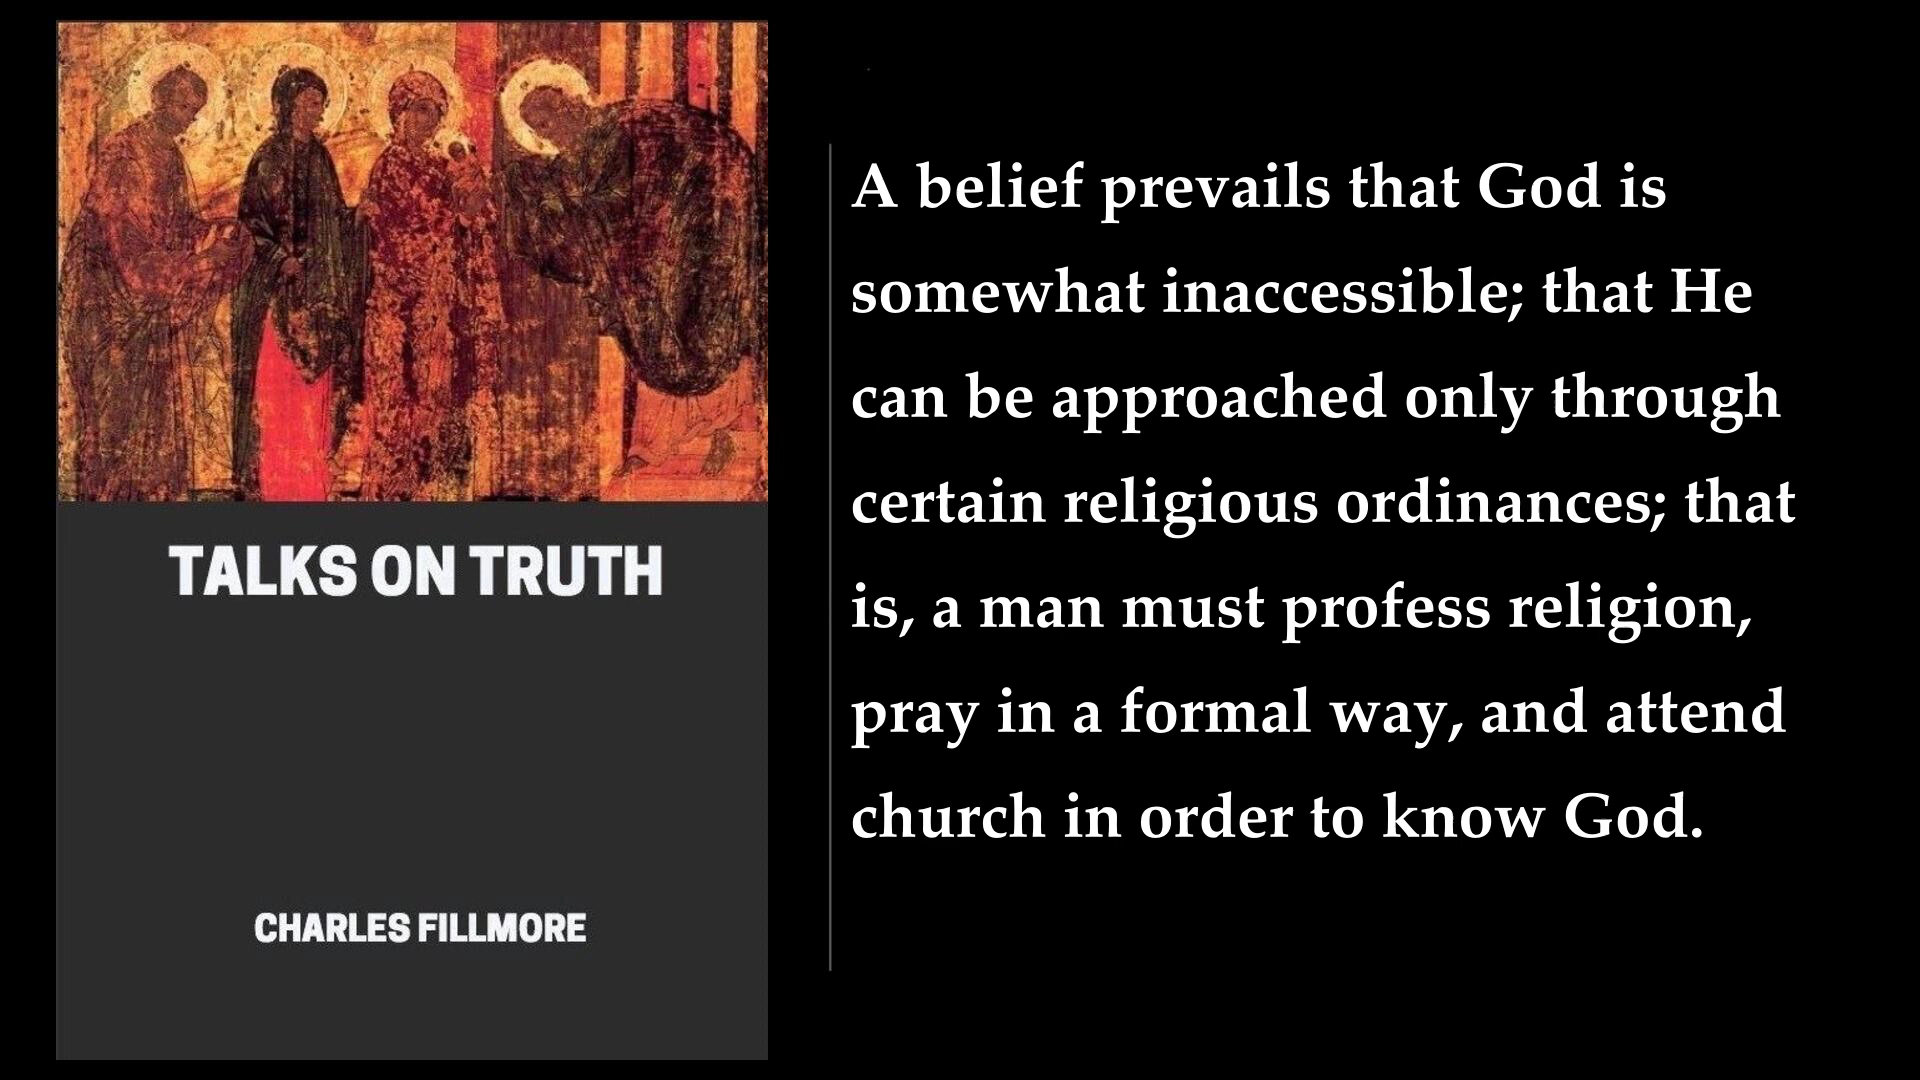 TALKS ON TRUTH
CHARLES FILLMORE
A belief prevails that God is
somewhat inaccessible; that He
can be approached only through
certain religious ordinances; that
is, a man must profess religion,
pray in a formal way, and attend
church in order to know God.